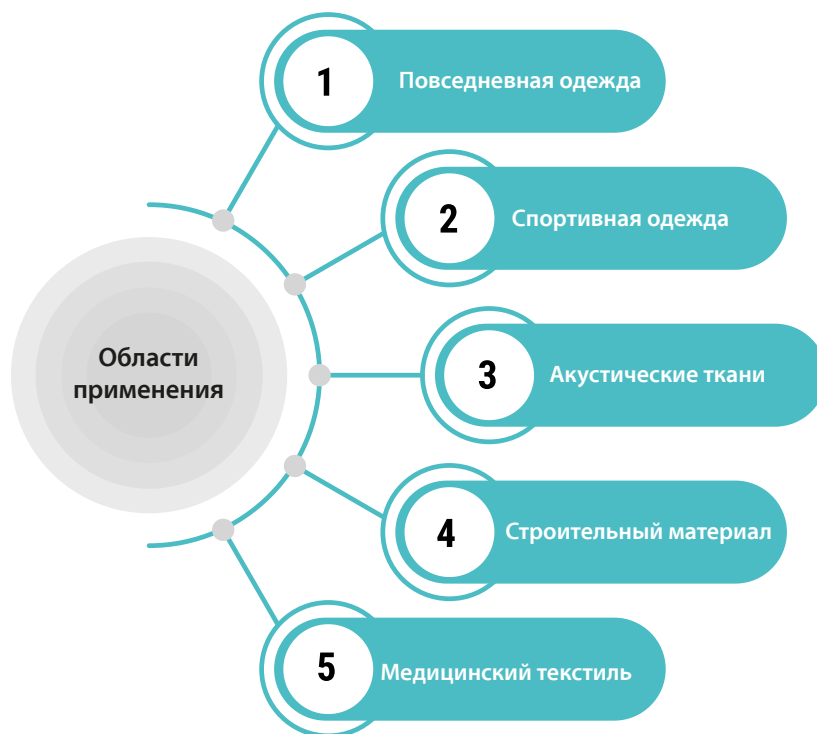 1
Повседневная одежда
2
Спортивная одежда
Области
применения
3
Акустические ткани
4
Строительный материал
5
Медицинский текстиль